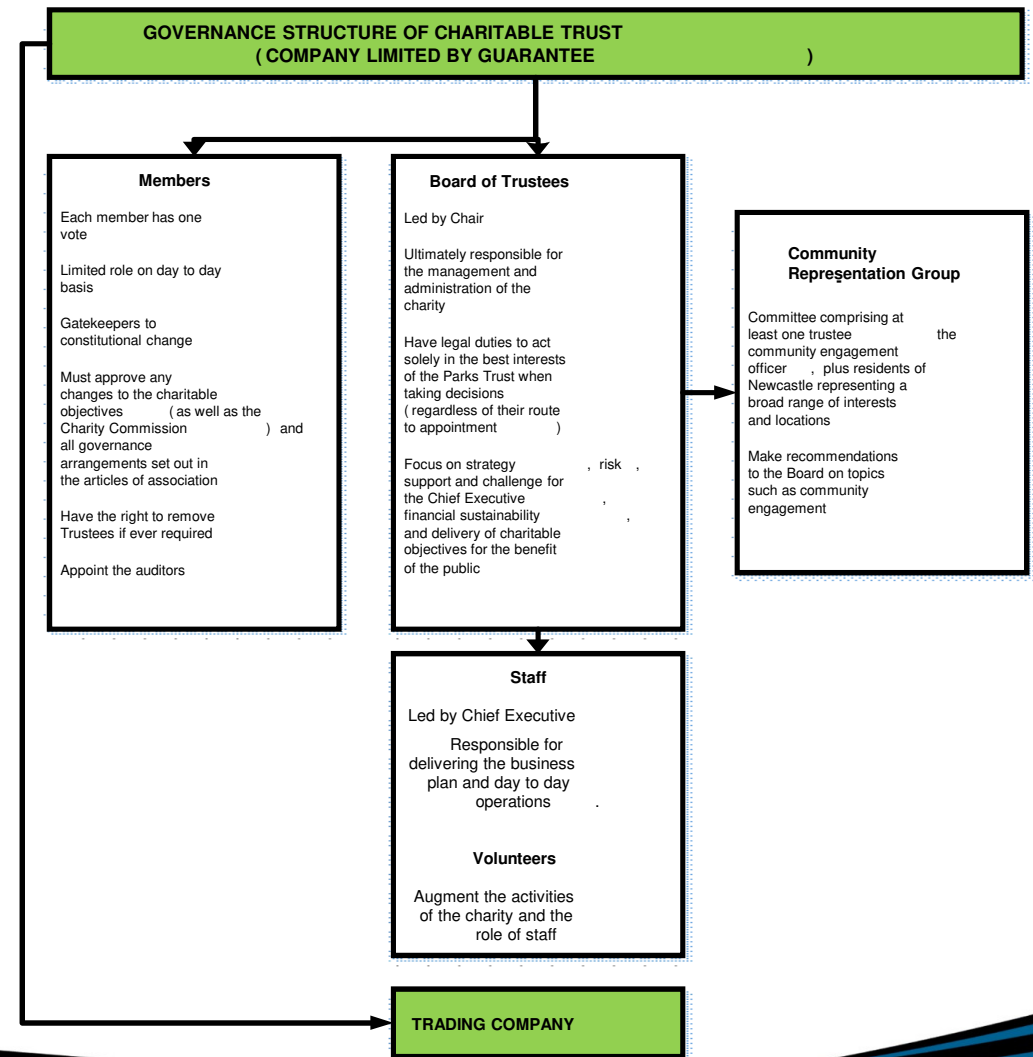 GOVERNANCE STRUCTURE OF CHARITABLE TRUST
( COMPANY LIMITED BY GUARANTEE )
Members
Each member has one
vote
Limited role on day to day
basis
Gatekeepers to
constitutional change
Must approve any
changes to the charitable
objectives ( as well as the
Charity Commission ) and
all governance
arrangements set out in
the articles of association
Have the right to remove
Trustees if ever required
Appoint the auditors
Board of Trustees
Led by Chair
Ultimately responsible for
the management and
administration of the
charity
Have legal duties to act
solely in the best interests
of the Parks Trust when
taking decisions
( regardless of their route
to appointment )
Focus on strategy , risk ,
support and challenge for
the Chief Executive ,
financial sustainability ,
and delivery of charitable
objectives for the benefit
of the public
Community
Representation Group
Committee comprising at
least one trustee the
community engagement
officer , plus residents of
Newcastle representing a
broad range of interests
and locations
Make recommendations
to the Board on topics
such as community
engagement
Staff
Led by Chief Executive
Responsible for
delivering the business
plan and day to day
operations .
Volunteers
Augment the activities
of the charity and the
role of staff
TRADING COMPANY